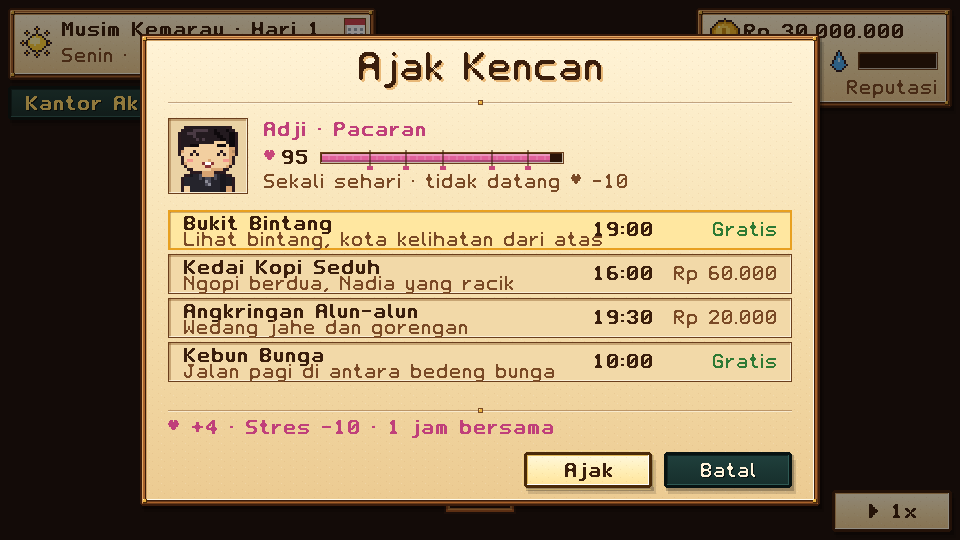 Musim Kemarau · Hari 1
Senin ·
Rp 30.000.000
Reputasi
Kantor Ak
Ajak Kencan
Adji · Pacaran
♥ 95
Sekali sehari · tidak datang ♥ -10
Bukit Bintang 19:00 Gratis
Lihat bintang, kota kelihatan dari atas
Kedai Kopi Seduh 16:00 Rp 60.000
Ngopi berdua, Nadia yang racik
Angkringan Alun-alun 19:30 Rp 20.000
Wedang jahe dan gorengan
Kebun Bunga 10:00 Gratis
Jalan pagi di antara bedeng bunga
♥ +4 · Stres -10 · 1 jam bersama
Ajak
Batal
1x